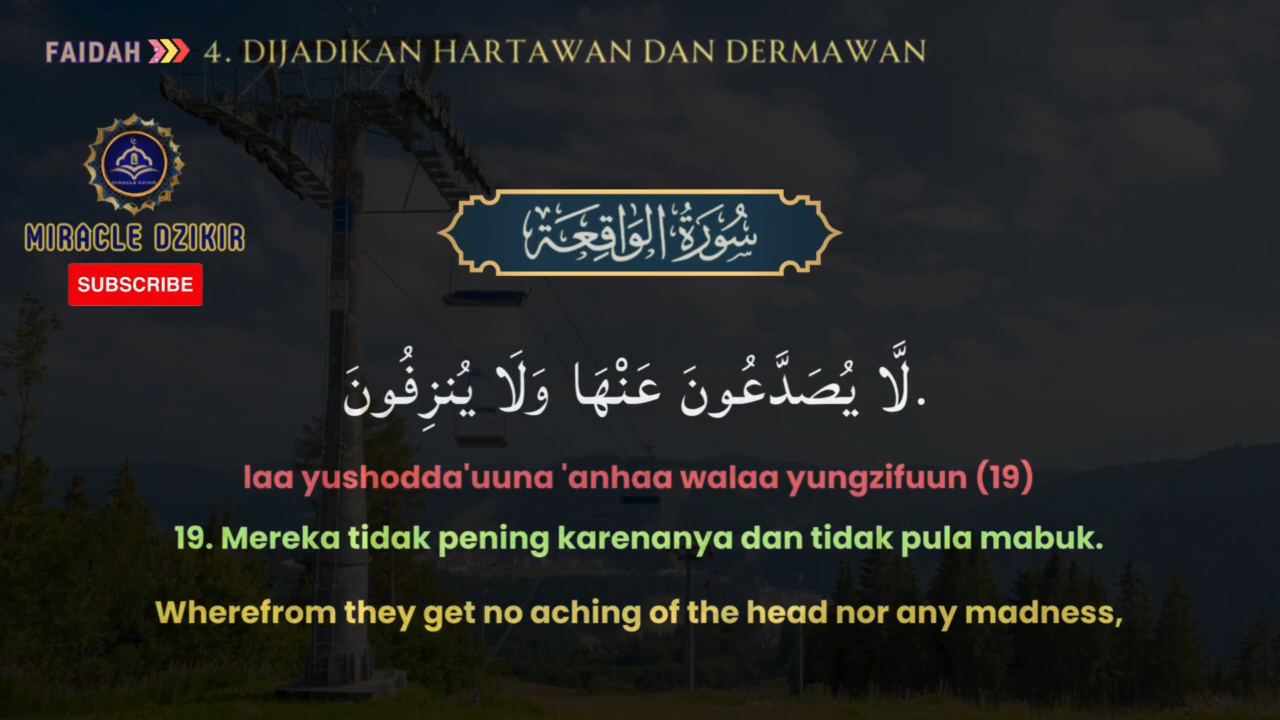 FAIDAH 4. DIJADIKAN HARTAWAN DAN DERMAWAN
MIRACLE DZIKIR
MIRACLE DZIKIR
SUBSCRIBE
سُورَةُ الوَاقِعَة
لَّا يُصَدَّعُونَ عَنْهَا وَلَا يُنزِفُونَ.
laa yushodda'uuna 'anhaa walaa yungzifuun (19)
19. Mereka tidak pening karenanya dan tidak pula mabuk.
Wherefrom they get no aching of the head nor any madness,